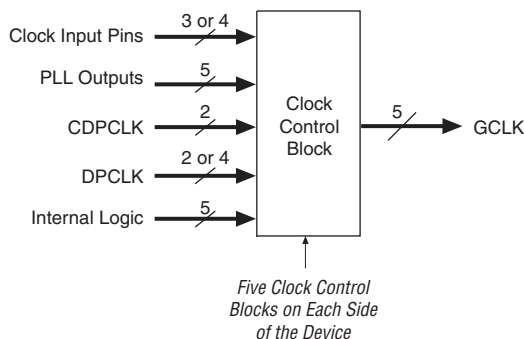 3 or 4
Clock Input Pins
5
PLL Outputs
2
CDPCLK
2 or 4
DPCLK
5
Internal Logic
Clock
Control
Block
5
GCLK
Five Clock Control
Blocks on Each Side
of the Device